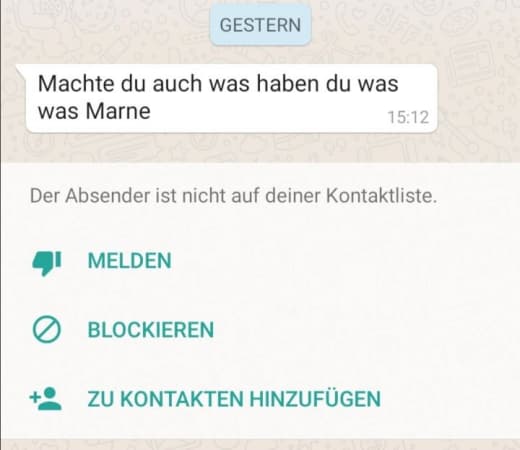 GESTERN
Machte du auch was haben du was
was Marne
15:12
Der Absender ist nicht auf deiner Kontaktliste.
MELDEN
BLOCKIEREN
ZU KONTAKTEN HINZUFÜGEN